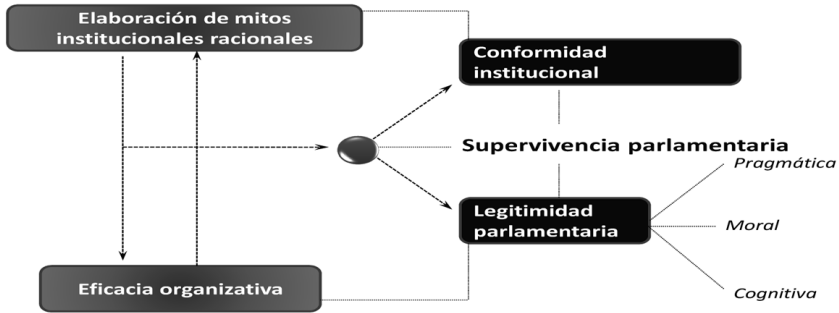 Elaboración de mitos
institucionales racionales
Conformidad
institucional
Supervivencia parlamentaria
Pragmática
Legitimidad
parlamentaria
Moral
Eficacia organizativa
Cognitiva